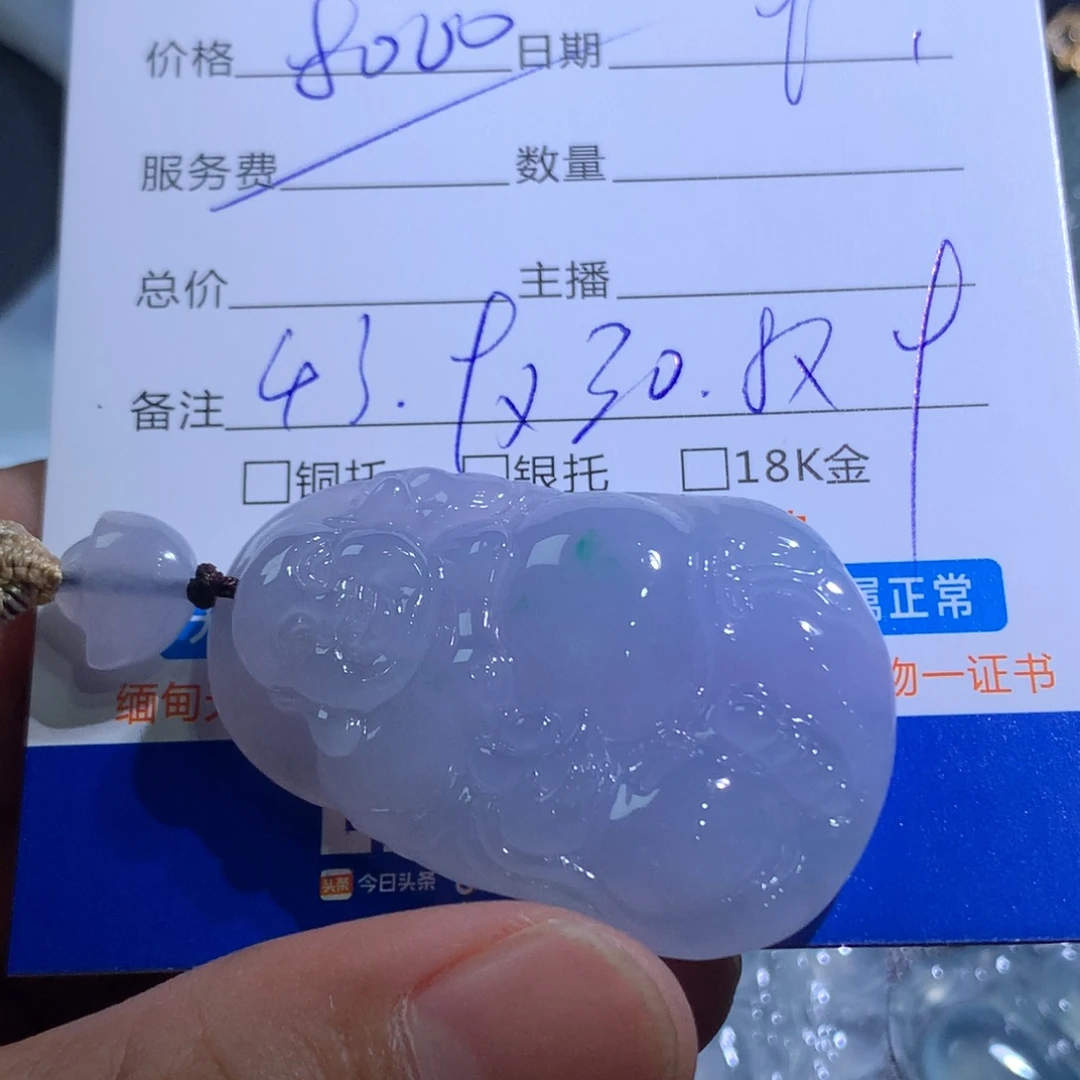 价格 8000 日期
服务费 数量
总价 主播
备注 43.9x30.8x9
铜托 银托 18K金
属正常
缅甸 物一证书
头条 今日头条